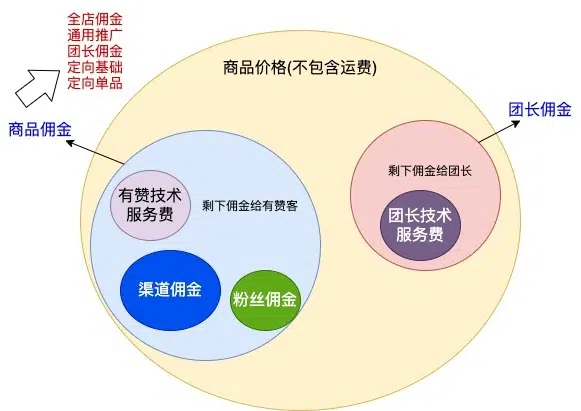 全店佣金
通用推广
团长佣金
定向基础
定向单品
商品价格(不包含运费)
团长佣金
商品佣金
剩下佣金给团长
有赞技术
服务费
剩下佣金给有赞客
团长技术
服务费
渠道佣金
粉丝佣金